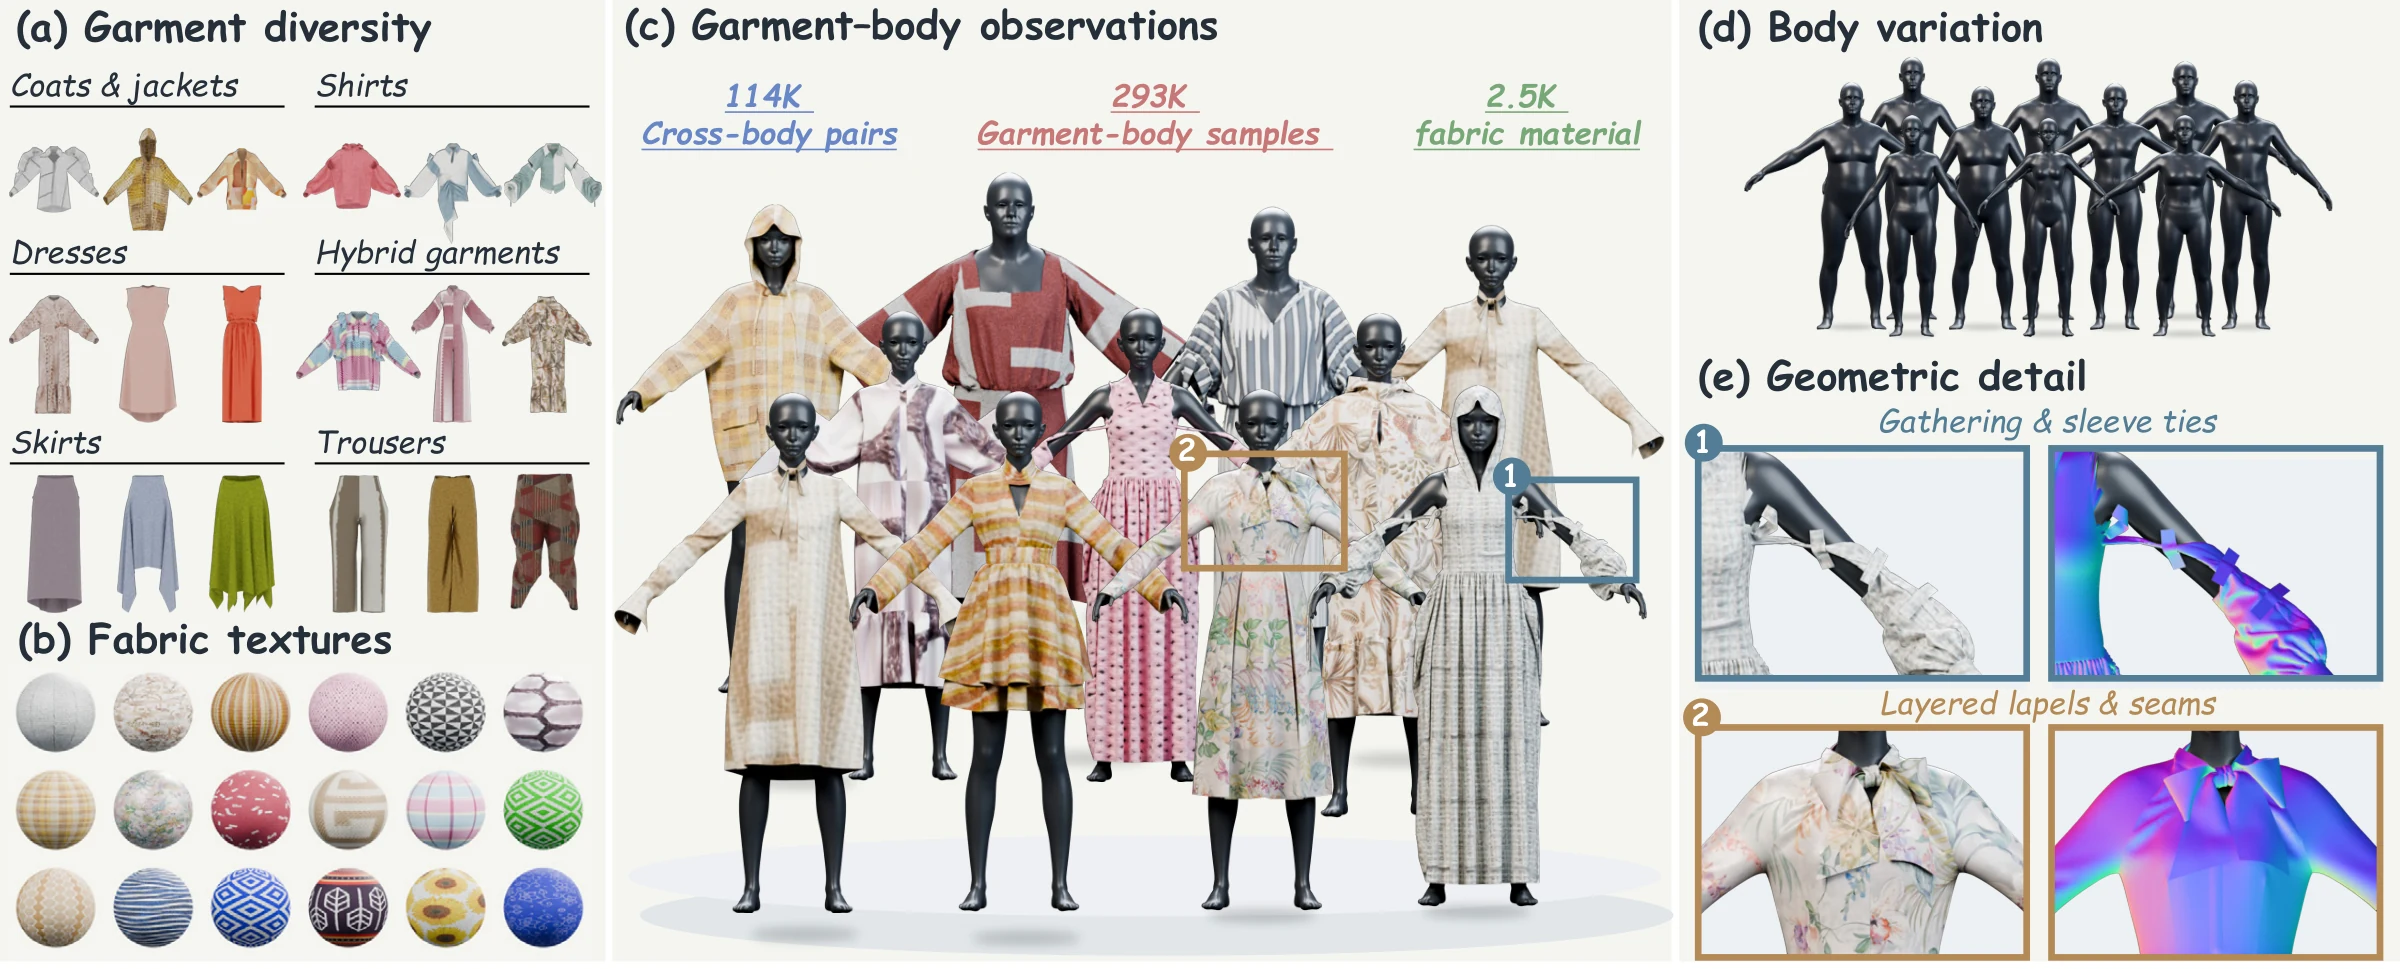 (a) Garment diversity
Coats & jackets
Shirts
Dresses
Hybrid garments
Skirts
Trousers
(b) Fabric textures
(c) Garment–body observations
114K
Cross-body pairs
293K
Garment-body samples
2.5K
fabric material
2
1
(d) Body variation
(e) Geometric detail
Gathering & sleeve ties
1
Layered lapels & seams
2